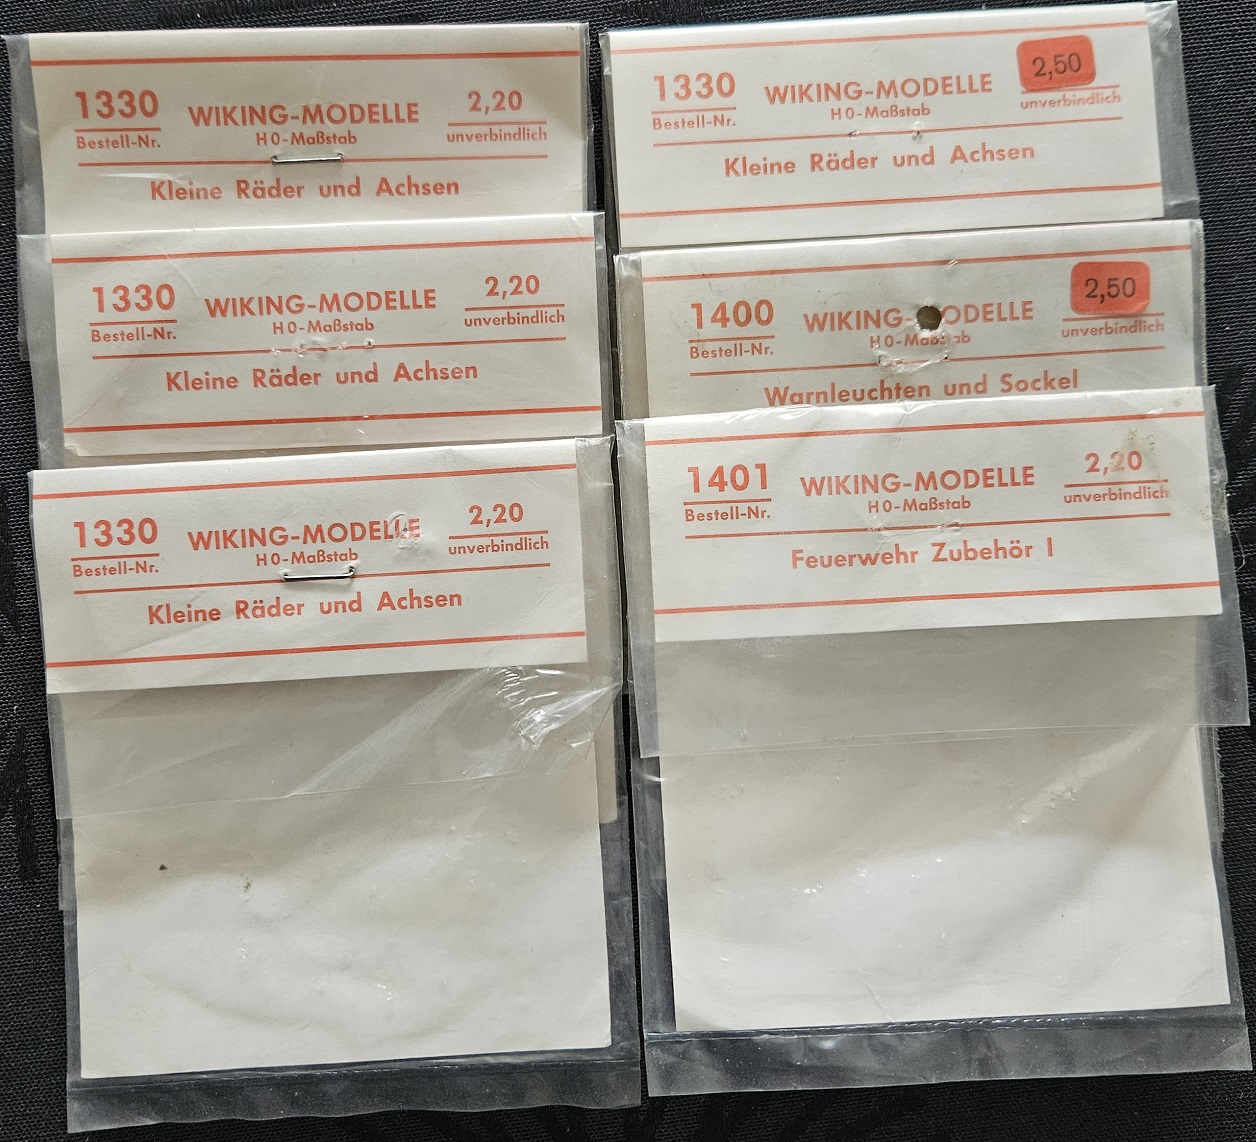 1330 WIKING-MODELLE 2,20
Bestell-Nr. H0-Maßstab unverbindlich
Kleine Räder und Achsen
1330 WIKING-MODELLE 2,20
Bestell-Nr. H0-Maßstab unverbindlich
Kleine Räder und Achsen
1330 WIKING-MODELLE 2,20
Bestell-Nr. H0-Maßstab unverbindlich
Kleine Räder und Achsen
1330 WIKING-MODELLE 2,50
Bestell-Nr. H0-Maßstab unverbindlich
Kleine Räder und Achsen
1400 WIKING-MODELLE 2,50
Bestell-Nr. H0-Maßstab unverbindlich
Warnleuchten und Sockel
1401 WIKING-MODELLE 2,20
Bestell-Nr. H0-Maßstab unverbindlich
Feuerwehr Zubehör I